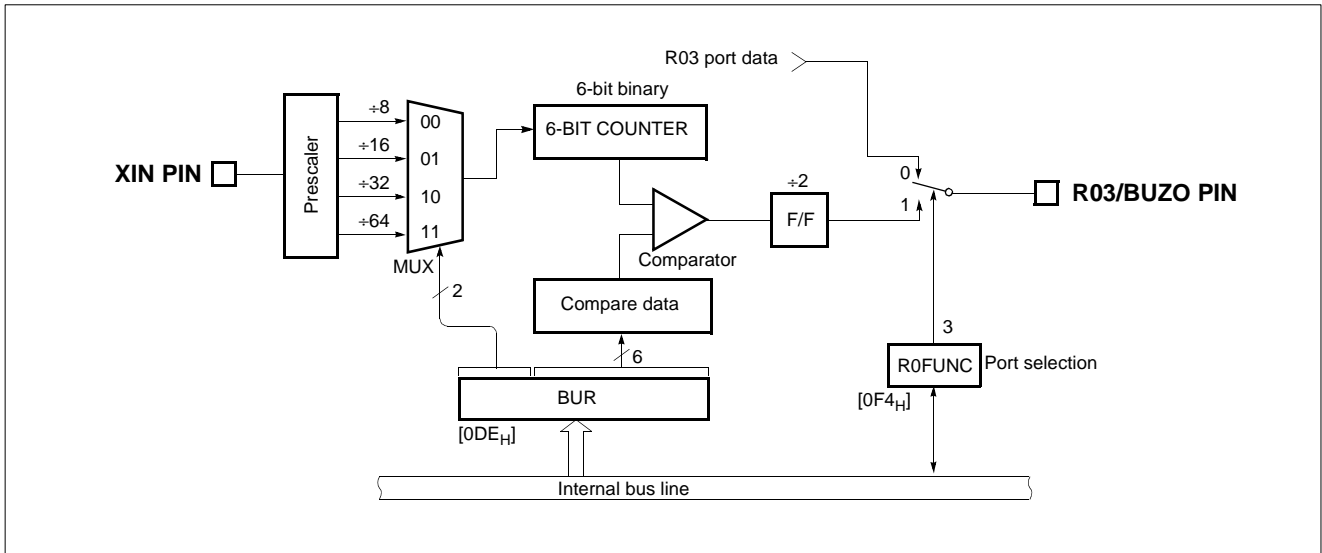 R03 port data
6-bit binary
÷8
00
6-BIT COUNTER
÷16
01
XIN PIN
Prescaler
÷32
10
÷64
11
MUX
÷2
0
1
F/F
R03/BUZO PIN
Comparator
2
Compare data
6
3
R0FUNC
Port selection
[0F4H]
BUR
[0DEH]
Internal bus line